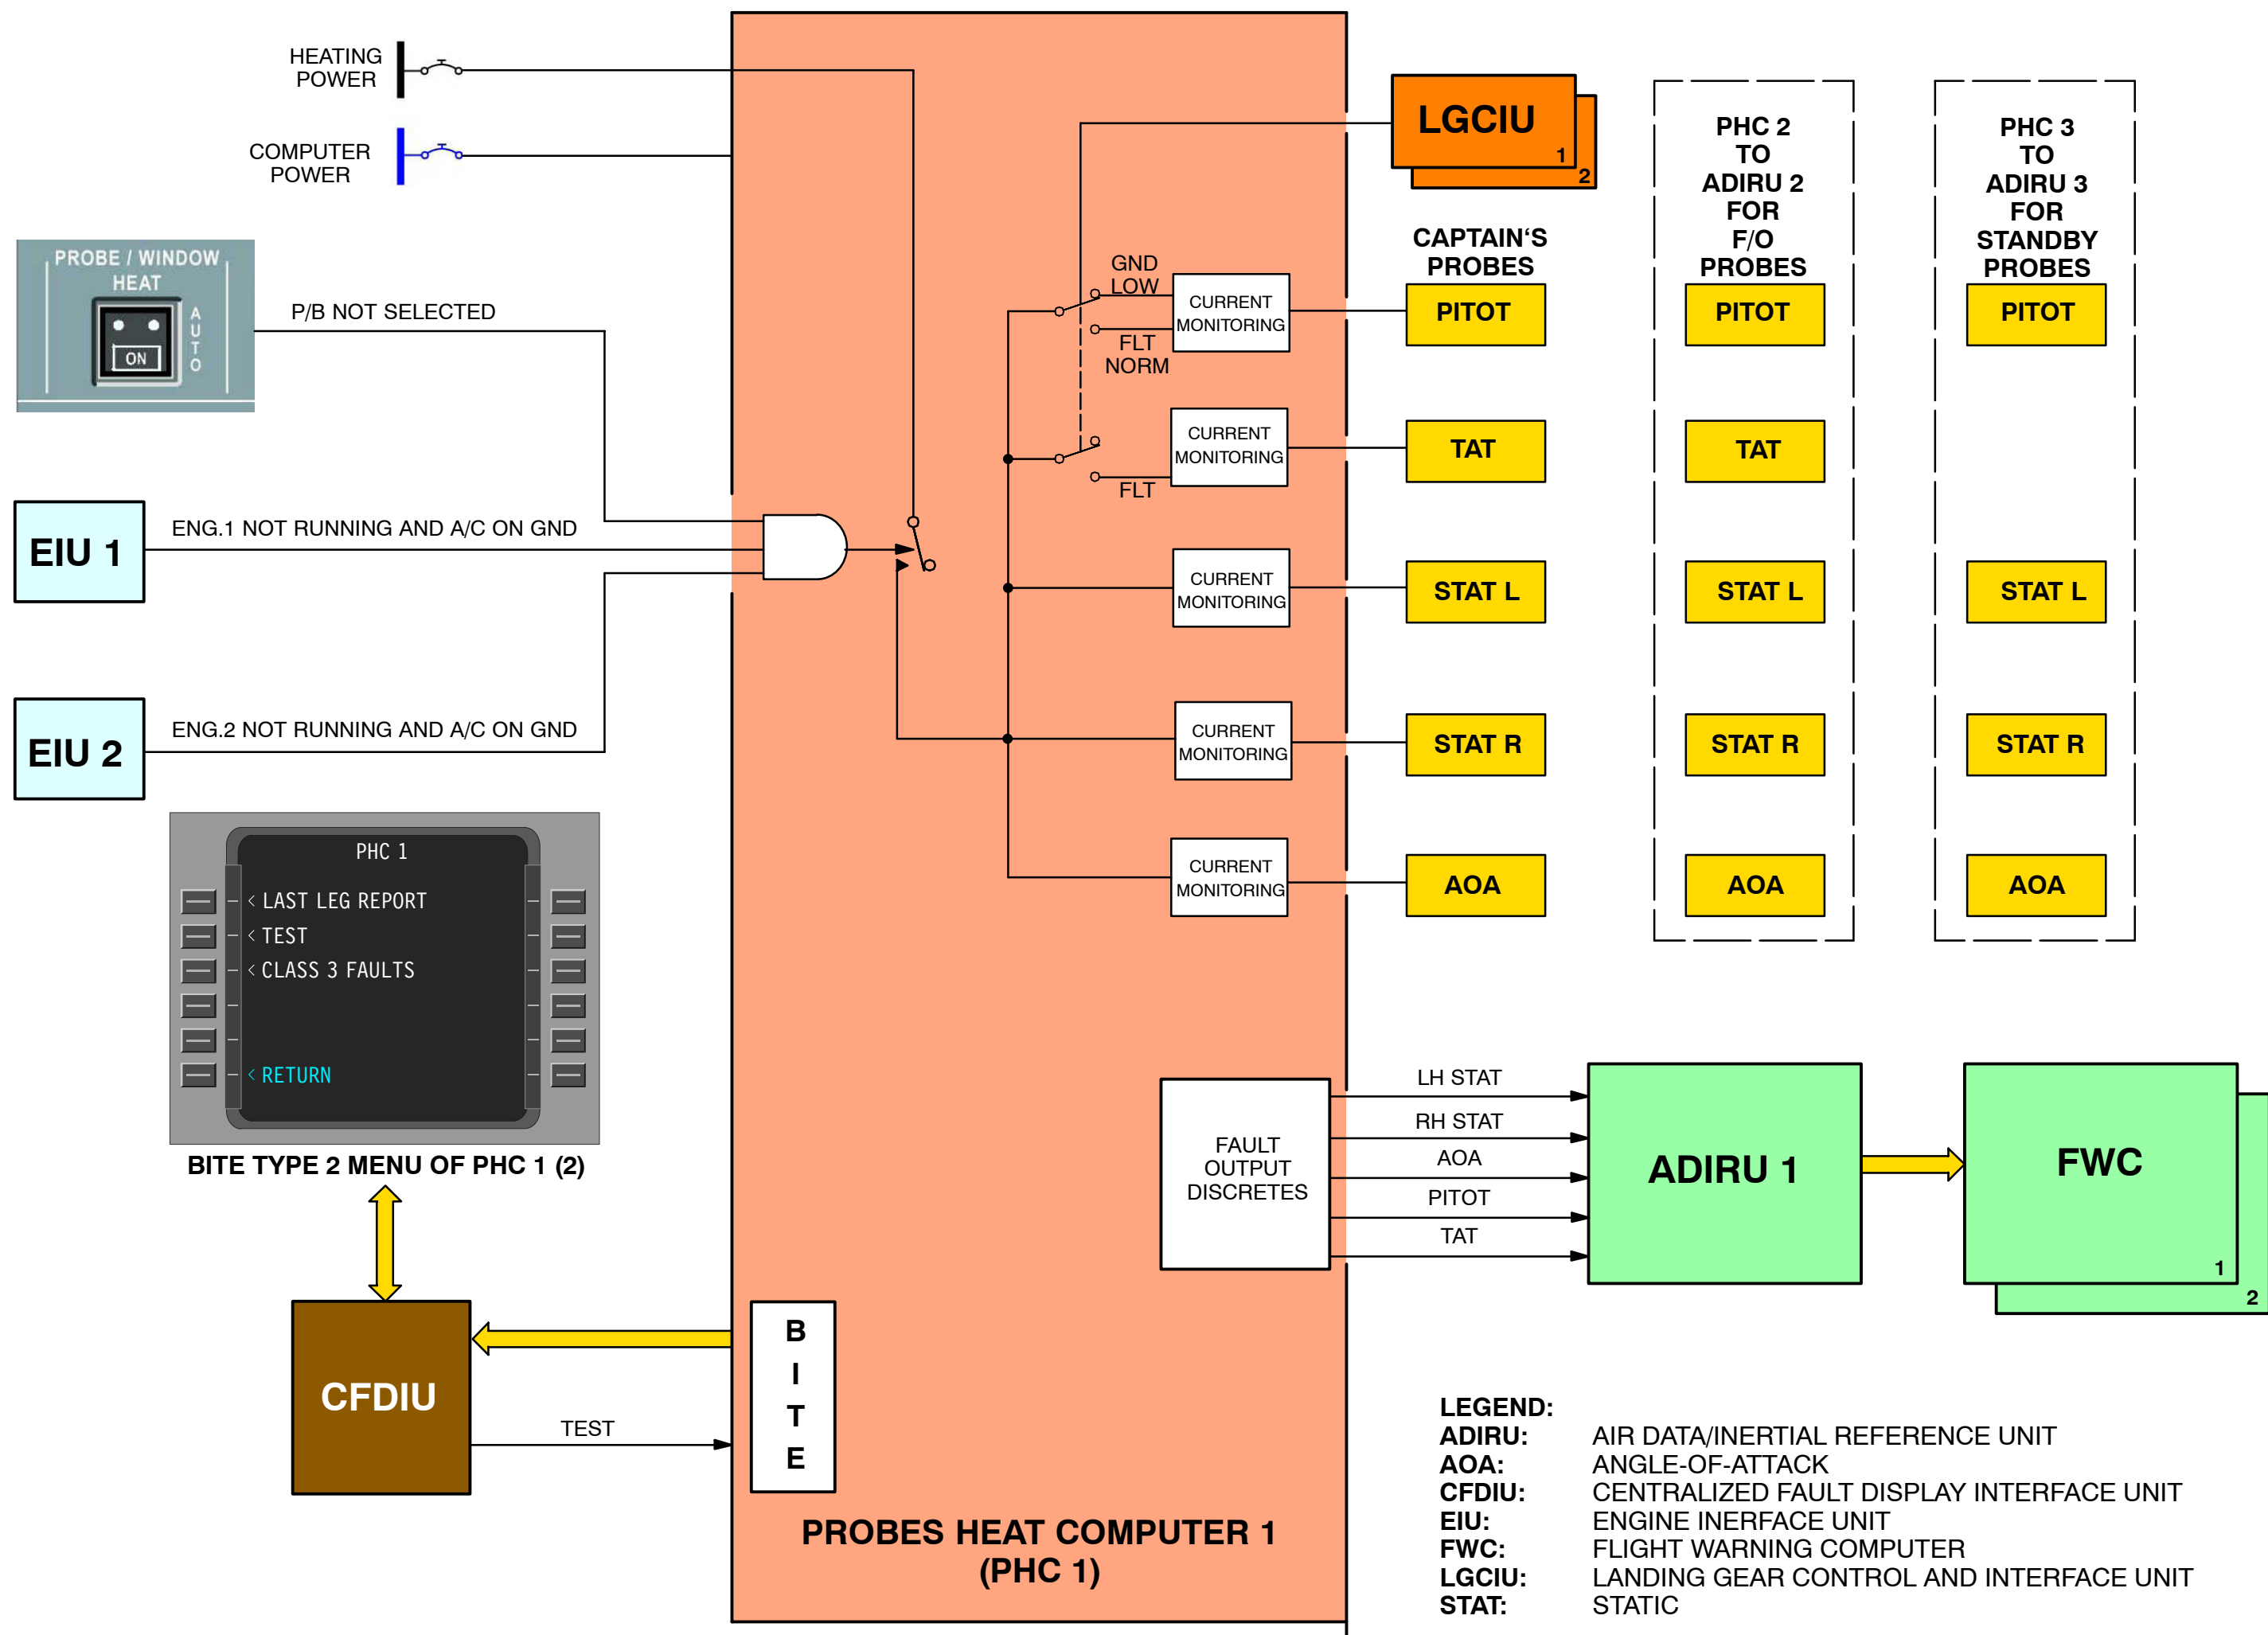 HEATING
POWER
COMPUTER
POWER
PROBE / WINDOW
HEAT
AUTO
ON
P/B NOT SELECTED
EIU 1
ENG.1 NOT RUNNING AND A/C ON GND
EIU 2
ENG.2 NOT RUNNING AND A/C ON GND
LGCIU
1
2
GND
LOW
FLT
NORM
FLT
CURRENT
MONITORING
CURRENT
MONITORING
CURRENT
MONITORING
CURRENT
MONITORING
CURRENT
MONITORING
CAPTAIN‘S
PROBES
PITOT
TAT
STAT L
STAT R
AOA
PHC 2
TO
ADIRU 2
FOR
F/O
PROBES
PITOT
TAT
STAT L
STAT R
AOA
PHC 3
TO
ADIRU 3
FOR
STANDBY
PROBES
PITOT
STAT L
STAT R
AOA
PHC 1
< LAST LEG REPORT
< TEST
< CLASS 3 FAULTS
< RETURN
BITE TYPE 2 MENU OF PHC 1 (2)
CFDIU
TEST
B
I
T
E
FAULT
OUTPUT
DISCRETES
LH STAT
RH STAT
AOA
PITOT
TAT
ADIRU 1
FWC
1
2
PROBES HEAT COMPUTER 1
(PHC 1)
LEGEND:
ADIRU: AIR DATA/INERTIAL REFERENCE UNIT
AOA: ANGLE-OF-ATTACK
CFDIU: CENTRALIZED FAULT DISPLAY INTERFACE UNIT
EIU: ENGINE INERFACE UNIT
FWC: FLIGHT WARNING COMPUTER
LGCIU: LANDING GEAR CONTROL AND INTERFACE UNIT
STAT: STATIC